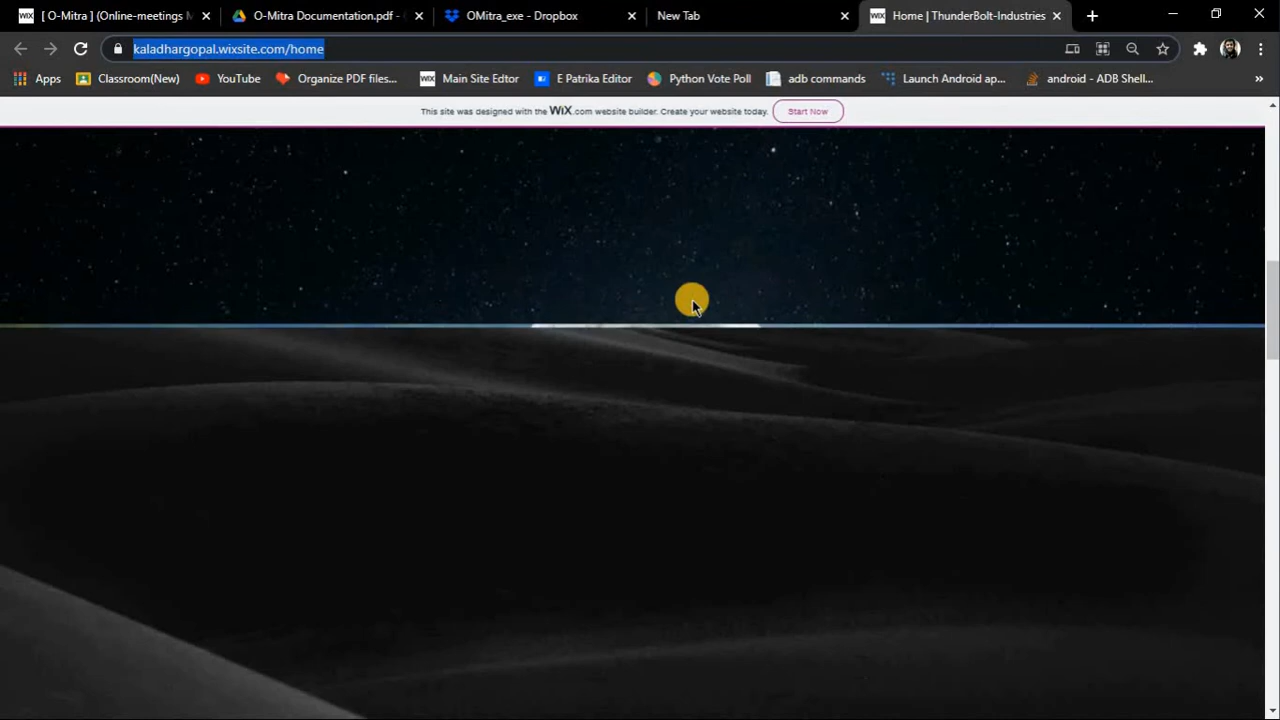 [ O-Mitra ] (Online-meetings M
O-Mitra Documentation.pdf -
OMitra_exe - Dropbox
New Tab
Home | ThunderBolt-Industries
kaladhargopal.wixsite.com/home
Apps
Classroom(New)
YouTube
Organize PDF files...
WIX Main Site Edtor
E Patrika Editor
Python Vote Poll
adb commands
Launch Android ap...
android - ADB Shell...
This site was designed with the WiX.com website builder. Create your website today.
Start Now